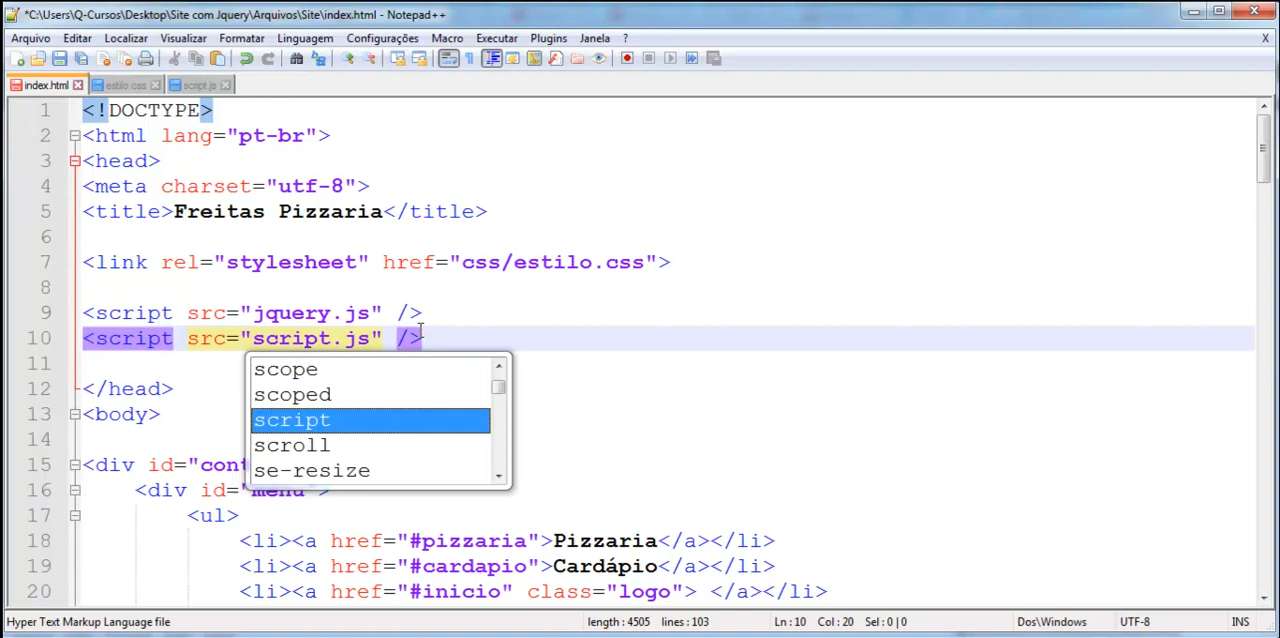 *C:\Users\Q-Cursos\Desktop\Site com Jquery\Arquivos\Site\index.html - Notepad++
Arquivo Editar Localizar Visualizar Formatar Linguagem Configurações Macro Executar Plugins Janela ? X
index.html estilo.css script.js
1 <!DOCTYPE>
2 <html lang="pt-br">
3 <head>
4 <meta charset="utf-8">
5 <title>Freitas Pizzaria</title>
6
7 <link rel="stylesheet" href="css/estilo.css">
8
9 <script src="jquery.js" />
10 <script src="script.js" />
11
scope
12 </head>
scoped
13 <body>
script
14
scroll
15 <div id="cont
se-resize
16 <div id="menu">
17 <ul>
18 <li><a href="#pizzaria">Pizzaria</a></li>
19 <li><a href="#cardapio">Cardápio</a></li>
20 <li><a href="#inicio" class="logo"> </a></li>
Hyper Text Markup Language file length : 4505 lines : 103 Ln : 10 Col : 20 Sel : 0 | 0 Dos\Windows UTF-8 INS